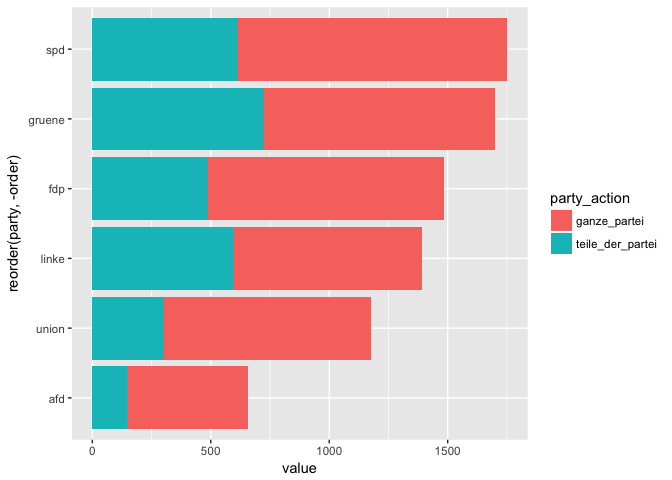 reorder(party, -order)
spd
gruene
fdp
linke
union
afd
0
500
1000
1500
value
party_action
ganze_partei
teile_der_partei